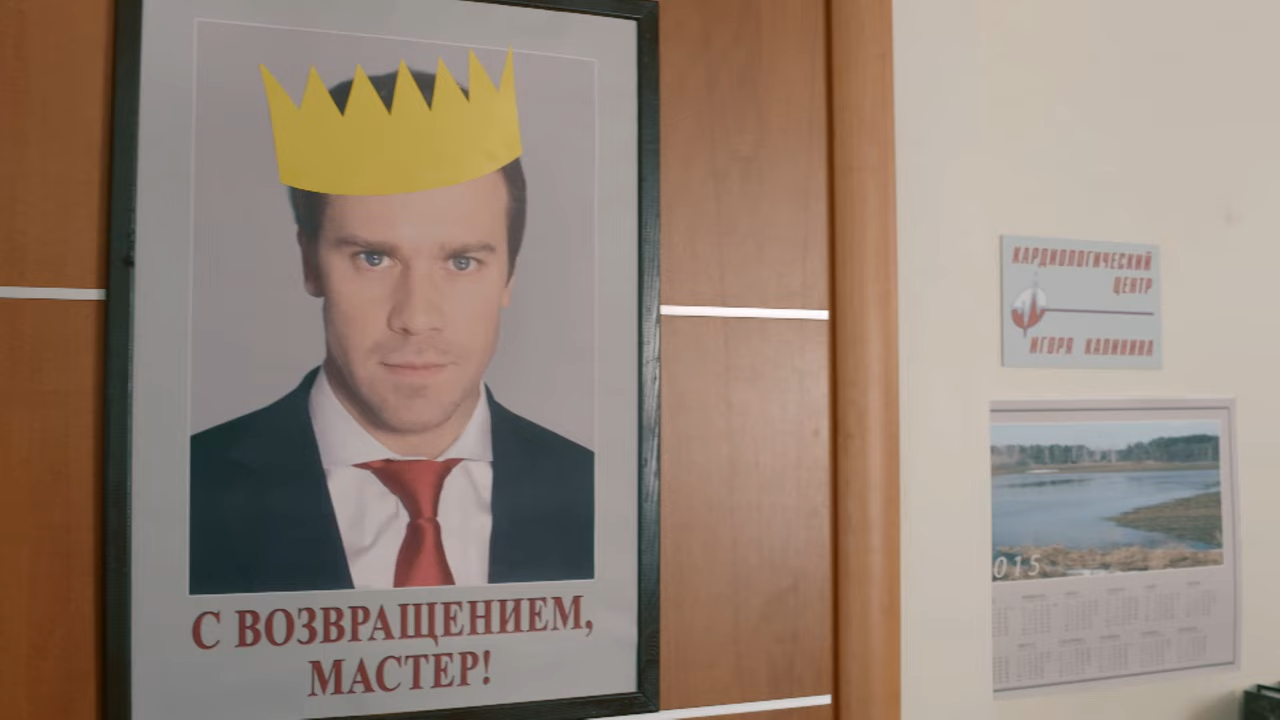 С ВОЗВРАЩЕНИЕМ,
МАСТЕР!
КАРДИОЛОГИЧЕСКИЙ
ЦЕНТР
ИГОРЯ КАЛИНИНА
015